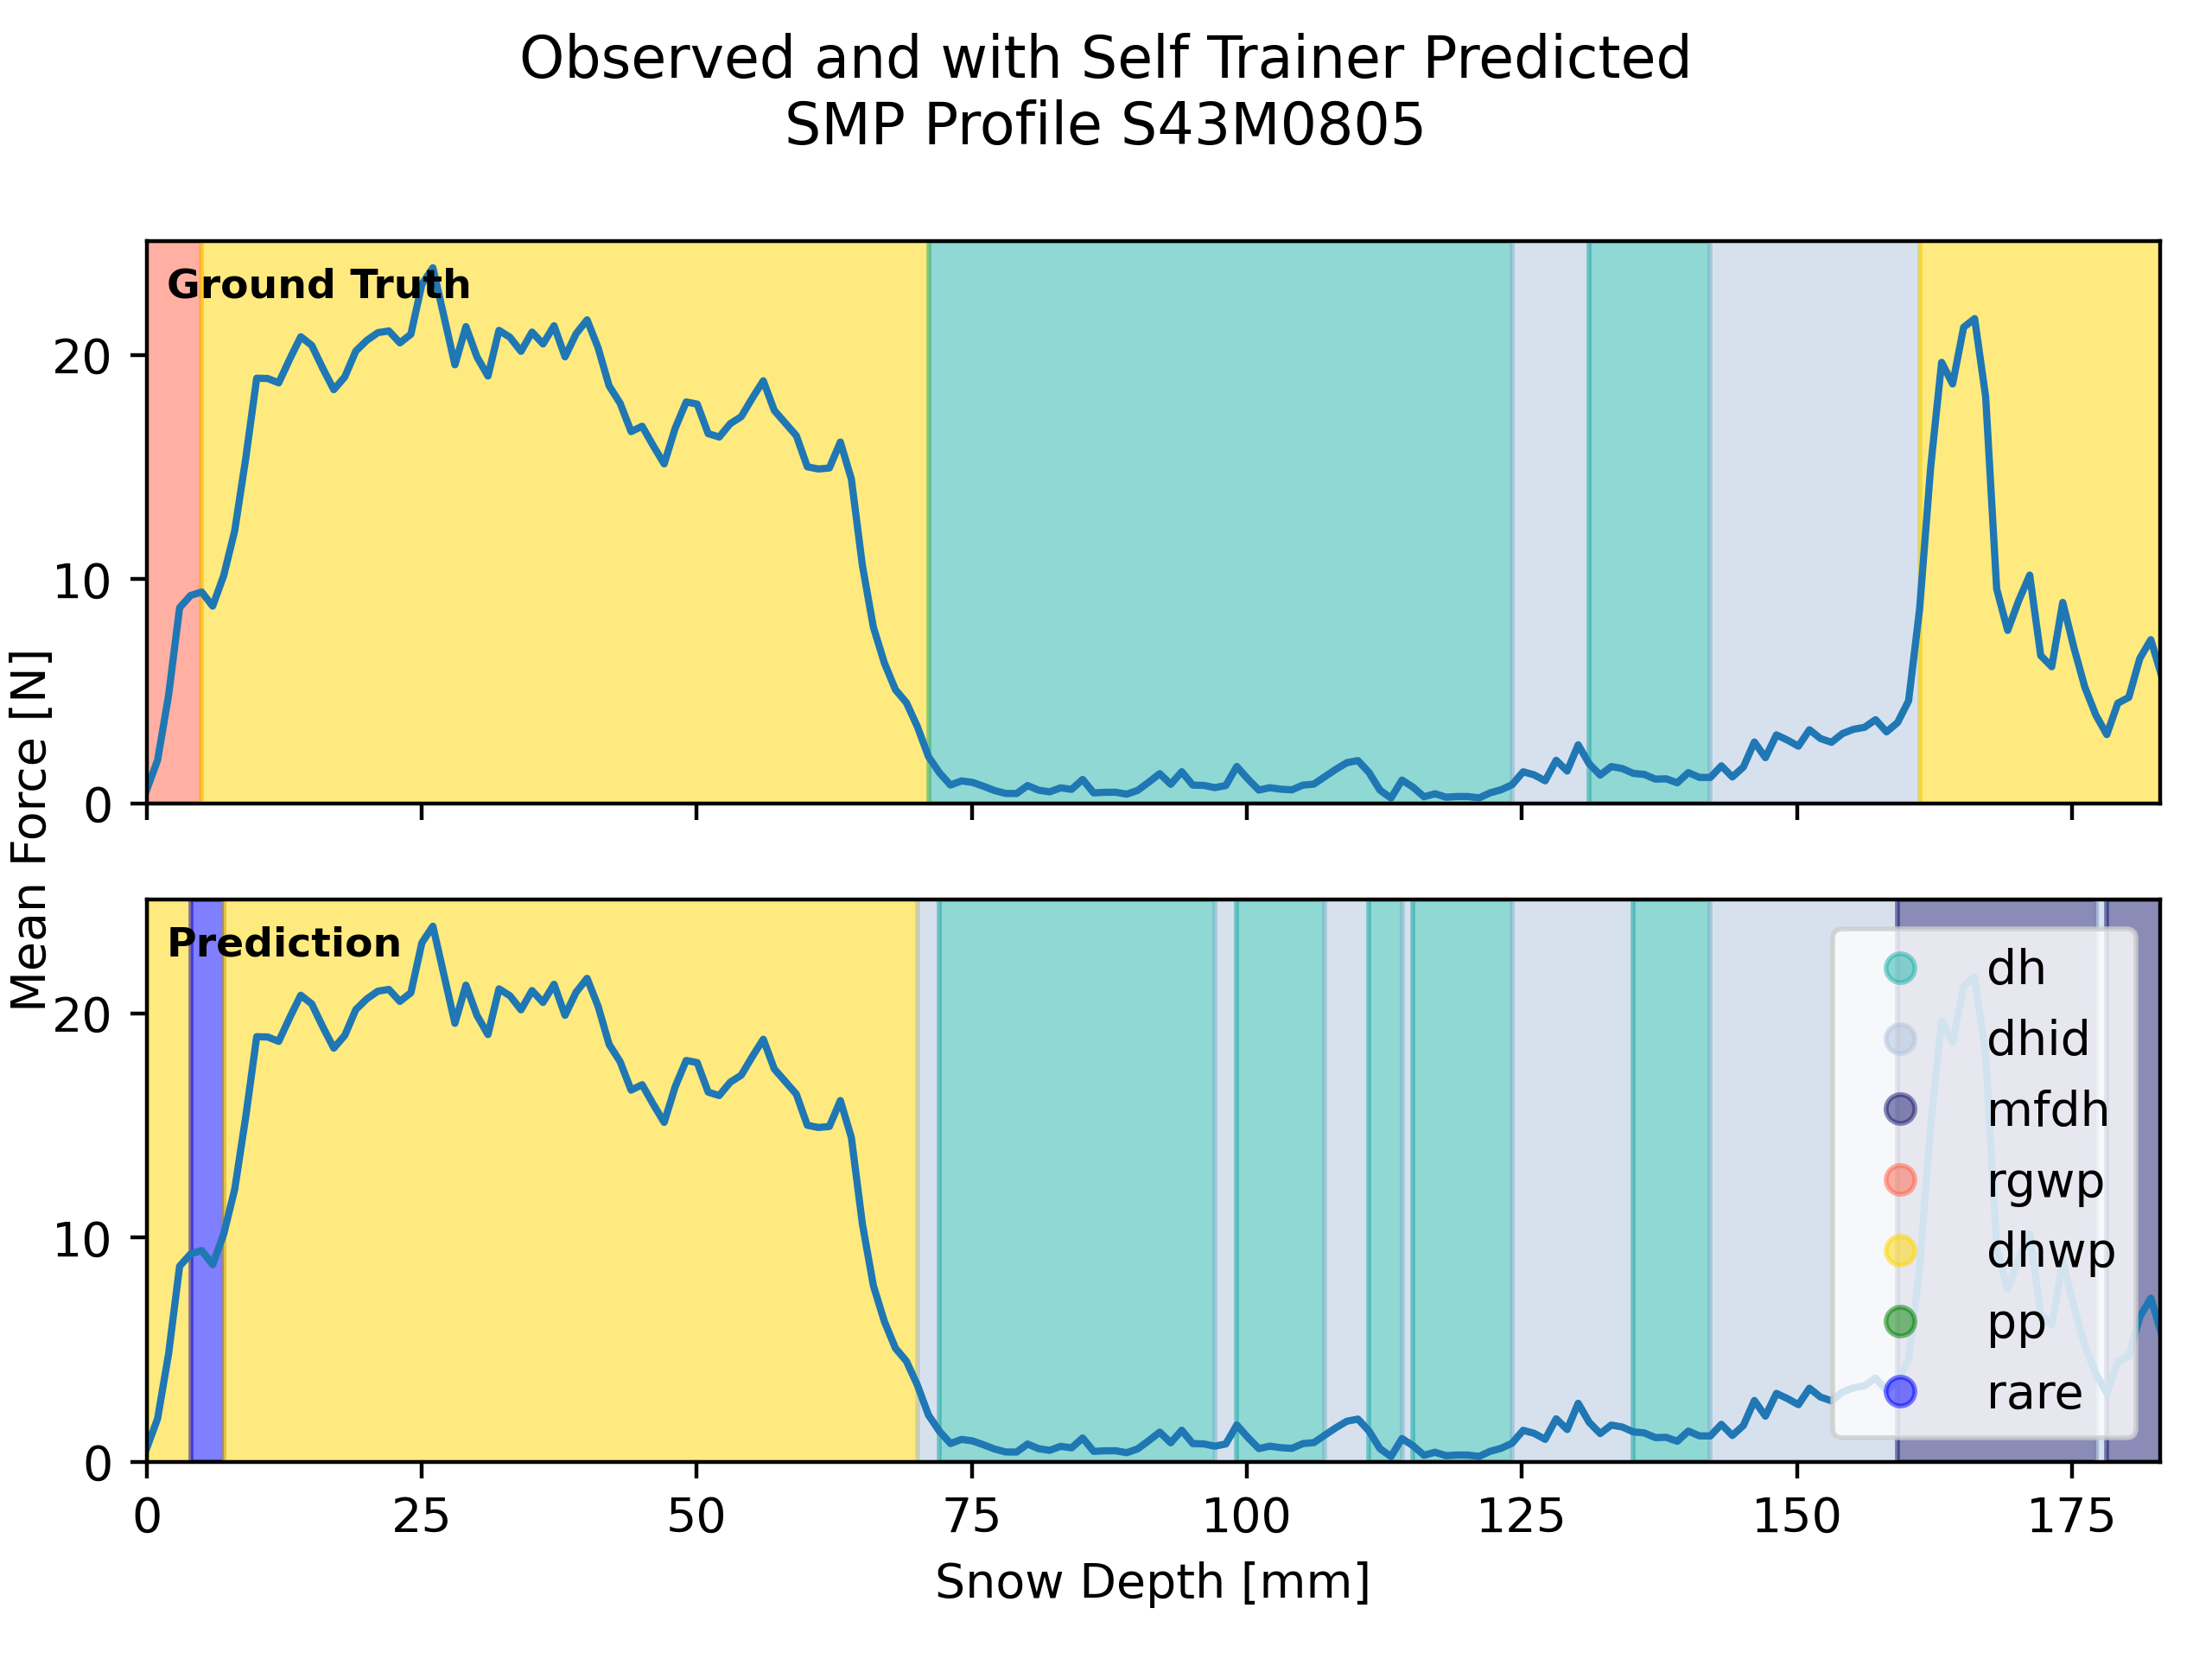 Observed and with Self Trainer Predicted
SMP Profile S43M0805
Ground Truth
20
10
0
Mean Force [N]
Prediction
20
10
0
dh
dhid
mfdh
rgwp
dhwp
pp
rare
0 25 50 75 100 125 150 175
Snow Depth [mm]